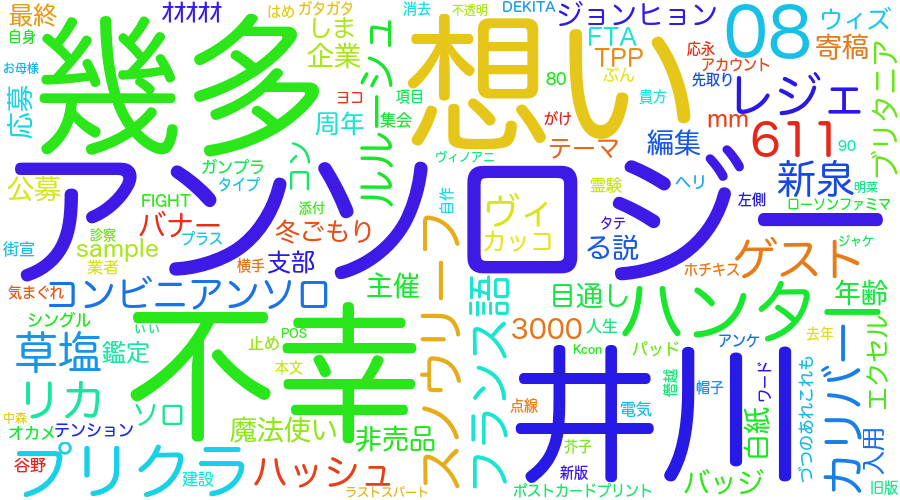 最終
自身
お母様
応募
幾多
オオオオ
はめ
ガタガタ
しま
企業
周年
ヨコ
項目
集会
消去
不透明
DEKITA
想い
ジョンヒョン
FTA
TPP
ぶん
80
がけ
テーマ
貴方
応永
アカウント
先取り
08
ウィズ
寄稿
レジェ
mm
611
編集
90
ブリタニア
アンソロジー
公募
街宣
気まぐれ
ガンプラ
タイプ
FIGHT
バナー
プラス
診察
sample
業者
コン
ルルーシュ
添付
冬ごもり
横手
支部
自作
ヴィノアニ
ヴィ
カッコ
霊験
ヘリ
タテ
る説
左側
新泉
明菜
ローソンファミマ
ゲスト
ジャケ
ホチキス
コンビニアンソロ
主催
スウリノーフ
フランス語
目通し
年齢
シングル
いい
草塩
鑑定
不幸
POS
止め
本文
3000
人生
Kcon
ハンター
パッド
アンケ
去年
カリバー
エクセル
リカ
ソロ
中森
オカメ
テンション
魔法使い
非売品
点線
電気
井川
僭越
帽子
ワード
白紙
づつのあれこれも
入用
谷野
プリクラ
建設
ハッシュ
ラストスパート
芥子
新版
ポストカードプリント
バッジ
旧版